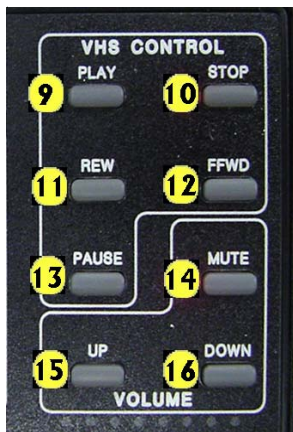 VHS CONTROL
PLAY STOP
9 10
REW FFWD
11 12
PAUSE MUTE
13 14
UP DOWN
15 16
VOLUME